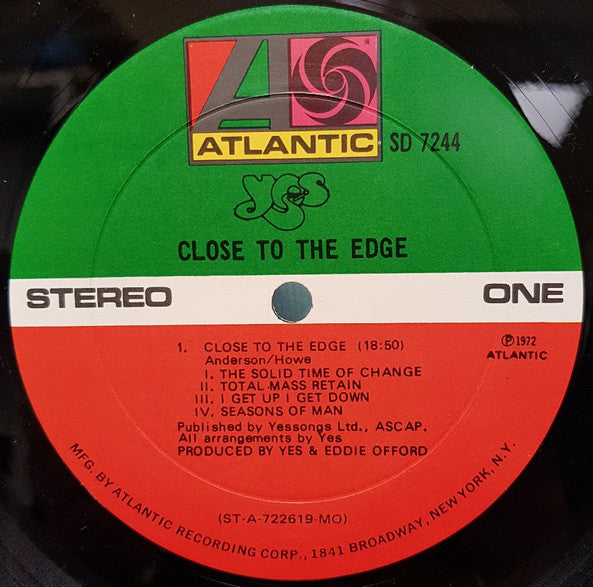 ATLANTIC
SD 7244
yes
CLOSE TO THE EDGE
STEREO
ONE
1. CLOSE TO THE EDGE (18:50)
Anderson/Howe
I. THE SOLID TIME OF CHANGE
II. TOTAL MASS RETAIN
III. I GET UP I GET DOWN
IV. SEASONS OF MAN
Published by Yessongs Ltd., ASCAP.
All arrangements by Yes
PRODUCED BY YES & EDDIE OFFORD
℗ 1972
ATLANTIC
(ST-A-722619-MO)
MFG. BY ATLANTIC RECORDING CORP., 1841 BROADWAY, NEW YORK, N.Y.